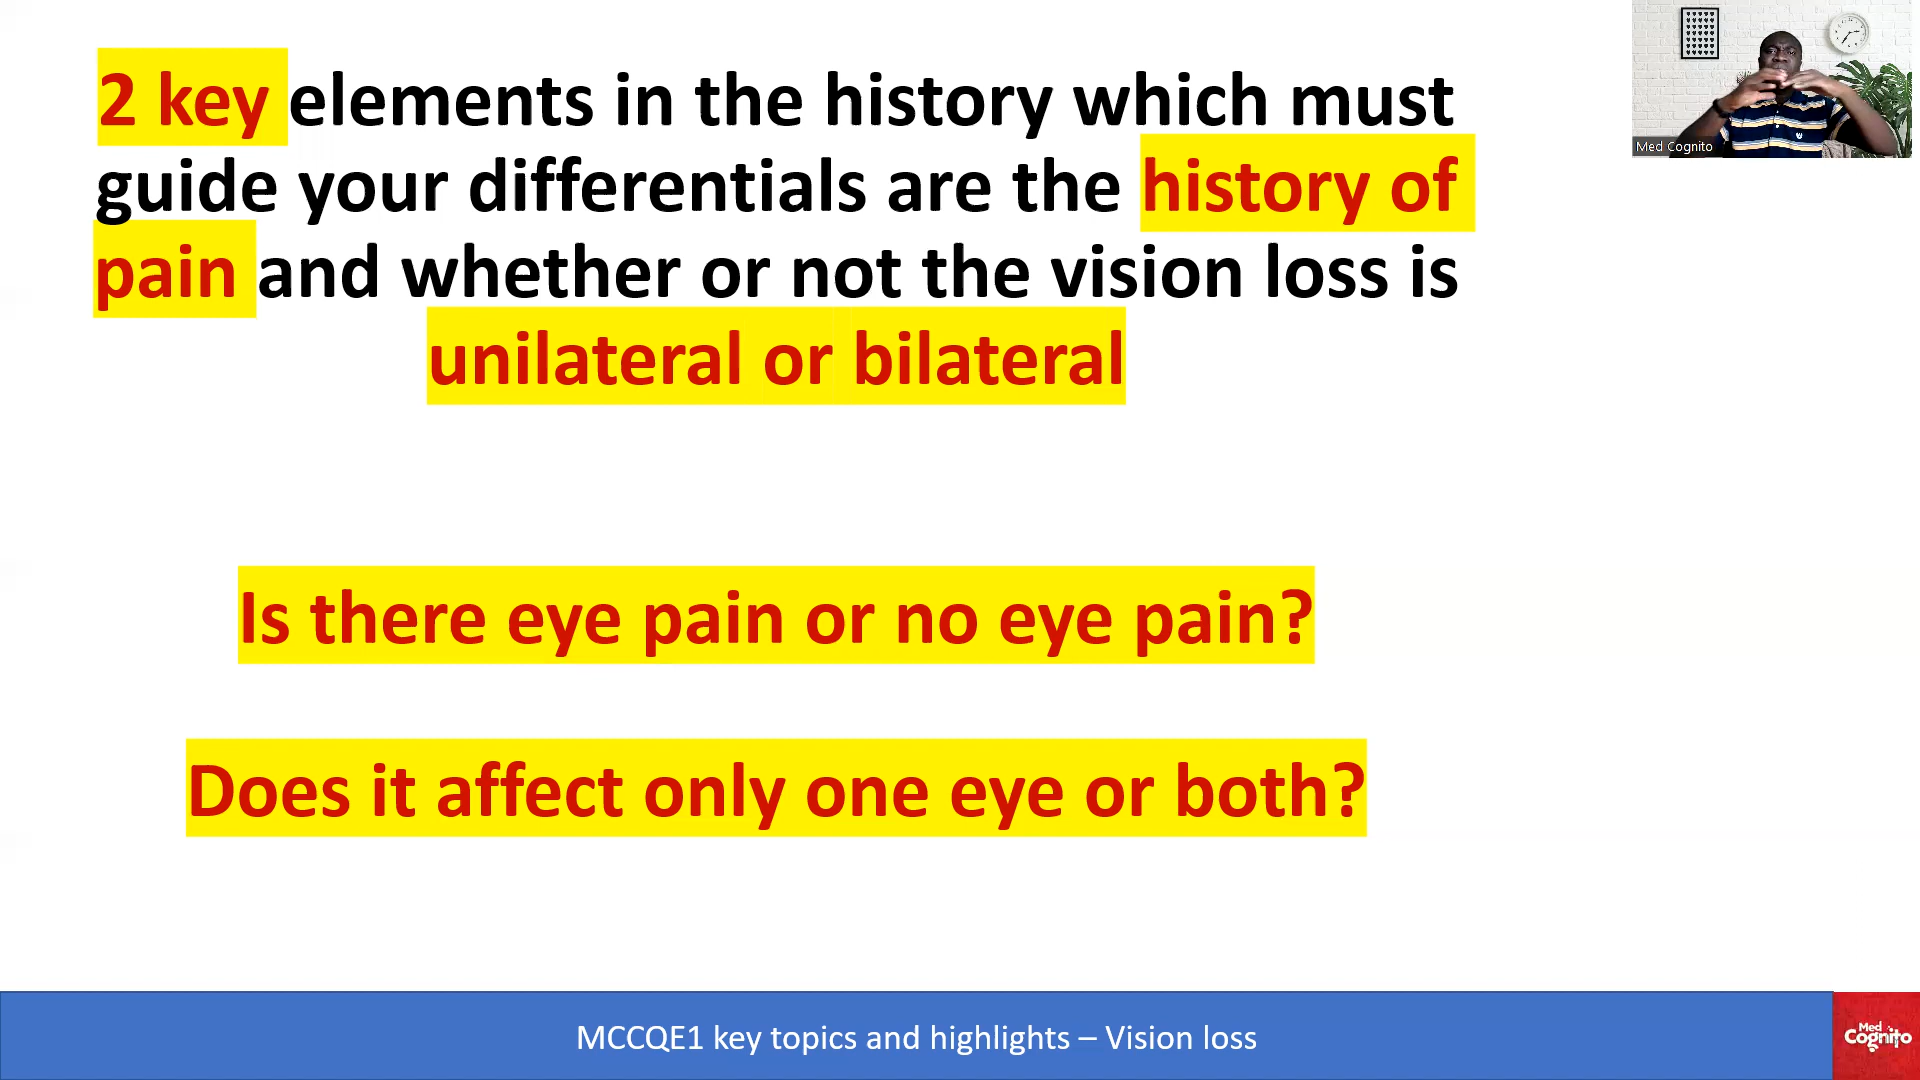 2 key elements in the history which must
guide your differentials are the history of
pain and whether or not the vision loss is
unilateral or bilateral
Is there eye pain or no eye pain?
Does it affect only one eye or both?
Med Cognito
MCCQE1 key topics and highlights – Vision loss
Med
Cognito